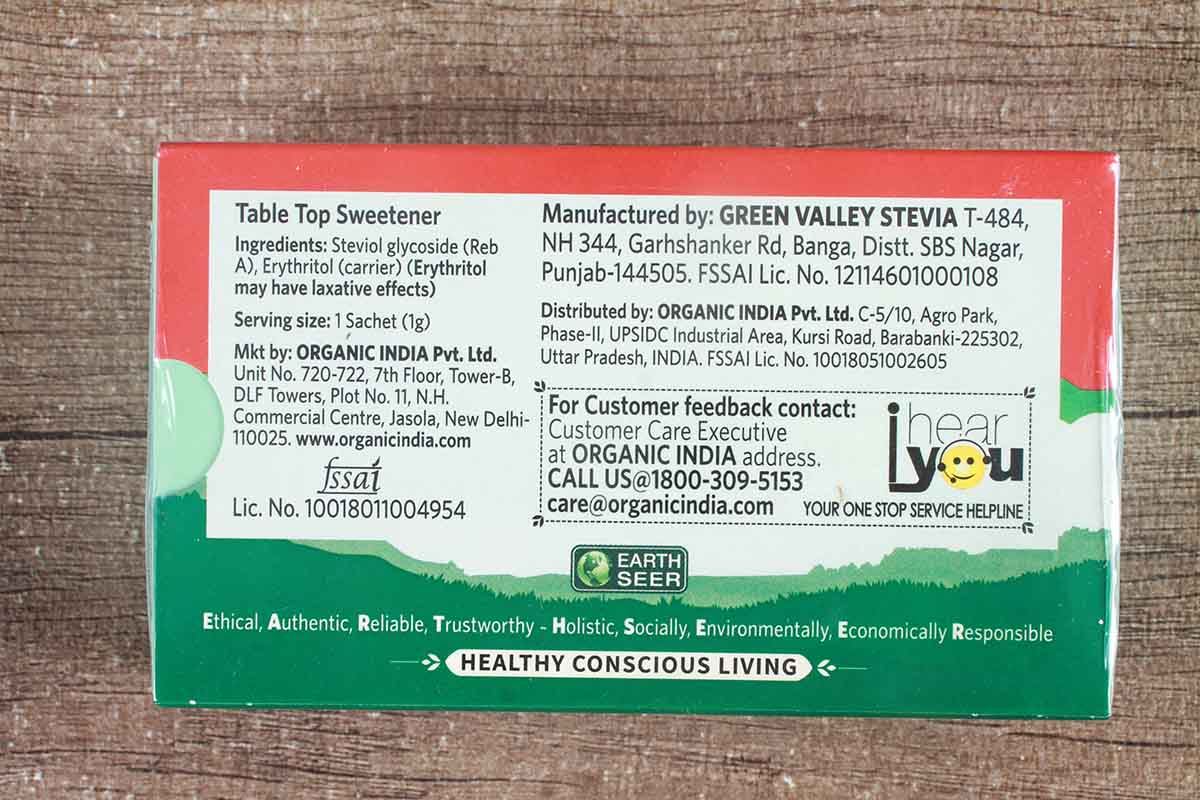 Table Top Sweetener
Ingredients: Steviol glycoside (Reb
A), Erythritol (carrier) (Erythritol
may have laxative effects)
Serving size: 1 Sachet (1g)
Mkt by: ORGANIC INDIA Pvt. Ltd.
Unit No. 720-722, 7th Floor, Tower-B,
DLF Towers, Plot No. 11, N.H.
Commercial Centre, Jasola, New Delhi-
110025. www.organicindia.com
fssai
Lic. No. 10018011004954
Manufactured by: GREEN VALLEY STEVIA T-484,
NH 344, Garhshanker Rd, Banga, Distt. SBS Nagar,
Punjab-144505. FSSAI Lic. No. 12114601000108
Distributed by: ORGANIC INDIA Pvt. Ltd. C-5/10, Agro Park,
Phase-II, UPSIDC Industrial Area, Kursi Road, Barabanki-225302,
Uttar Pradesh, INDIA. FSSAI Lic. No. 10018051002605
For Customer feedback contact:
Customer Care Executive
at ORGANIC INDIA address.
CALL US@1800-309-5153
care@organicindia.com
i hear
you
YOUR ONE STOP SERVICE HELPLINE
EARTH
SEER
Ethical, Authentic, Reliable, Trustworthy - Holistic, Socially, Environmentally, Economically Responsible
HEALTHY CONSCIOUS LIVING